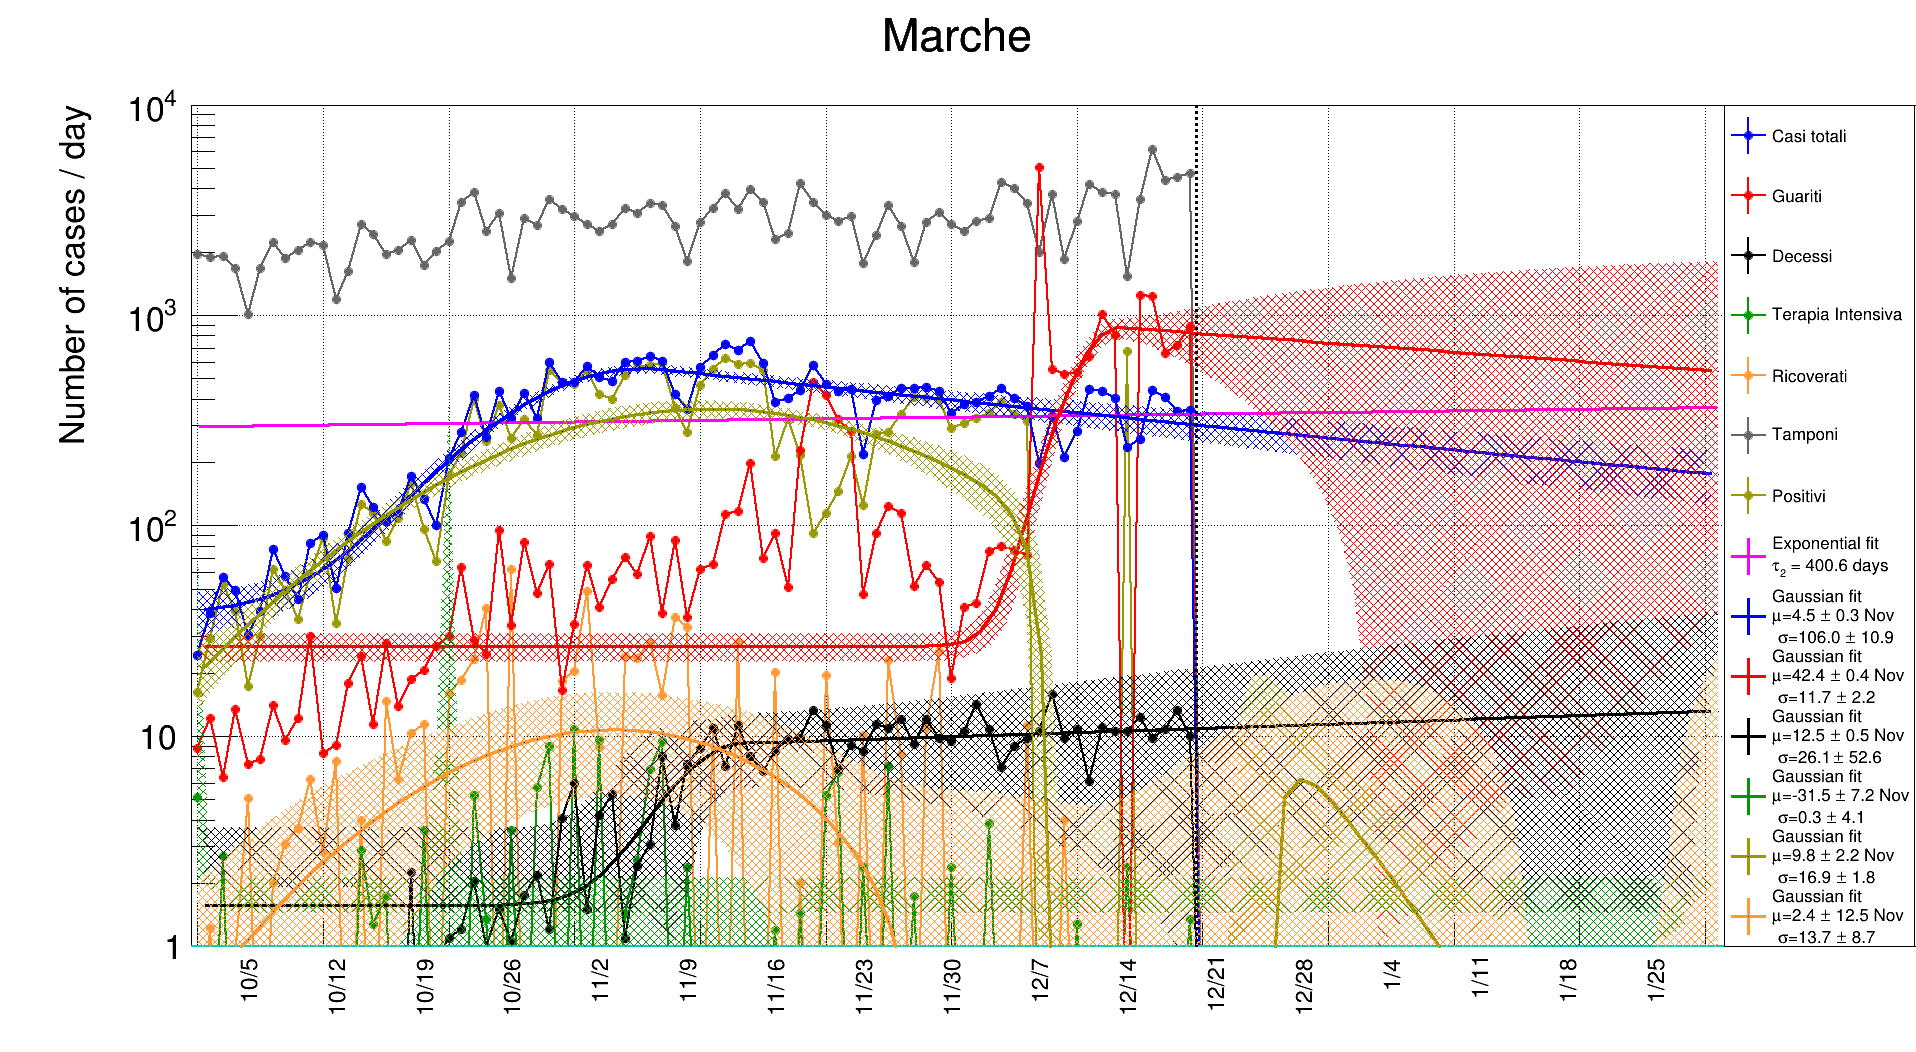 Marche
Number of cases / day
10⁴
10³
10²
10
1
10/5
10/12
10/19
10/26
11/2
11/9
11/16
11/23
11/30
12/7
12/14
12/21
12/28
1/4
1/11
1/18
1/25
Casi totali
Guariti
Decessi
Terapia Intensiva
Ricoverati
Tamponi
Positivi
Exponential fit
τ₂ = 400.6 days
Gaussian fit
μ=4.5 ± 0.3 Nov
σ=106.0 ± 10.9
Gaussian fit
μ=42.4 ± 0.4 Nov
σ=11.7 ± 2.2
Gaussian fit
μ=12.5 ± 0.5 Nov
σ=26.1 ± 52.6
Gaussian fit
μ=-31.5 ± 7.2 Nov
σ=0.3 ± 4.1
Gaussian fit
μ=9.8 ± 2.2 Nov
σ=16.9 ± 1.8
Gaussian fit
μ=2.4 ± 12.5 Nov
σ=13.7 ± 8.7